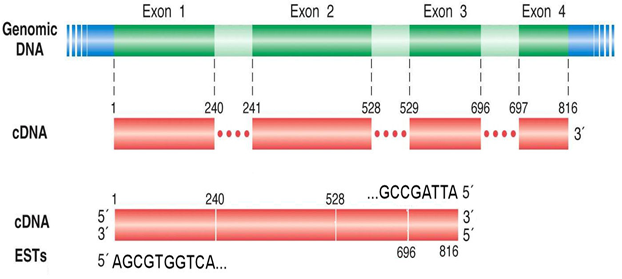 Exon 1 Exon 2 Exon 3 Exon 4
Genomic
DNA
1 240 241 528 529 696 697 816
cDNA 3´
...GCCGATTA 5´
1 240 528
cDNA 5´ 3´
3´ 5´
696 816
ESTs 5´ AGCGTGGTCA...